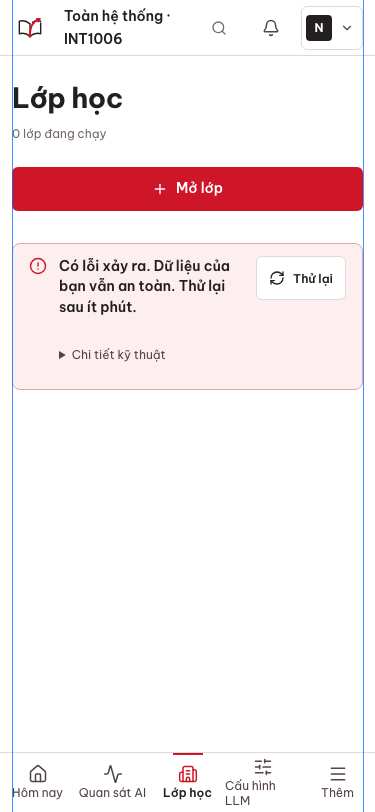 Toàn hệ thống ·
INT1006
N
Lớp học
0 lớp đang chạy
Mở lớp
Có lỗi xảy ra. Dữ liệu của
bạn vẫn an toàn. Thử lại
sau ít phút.
Thử lại
Chi tiết kỹ thuật
Hôm nay
Quan sát AI
Lớp học
Cấu hình
LLM
Thêm